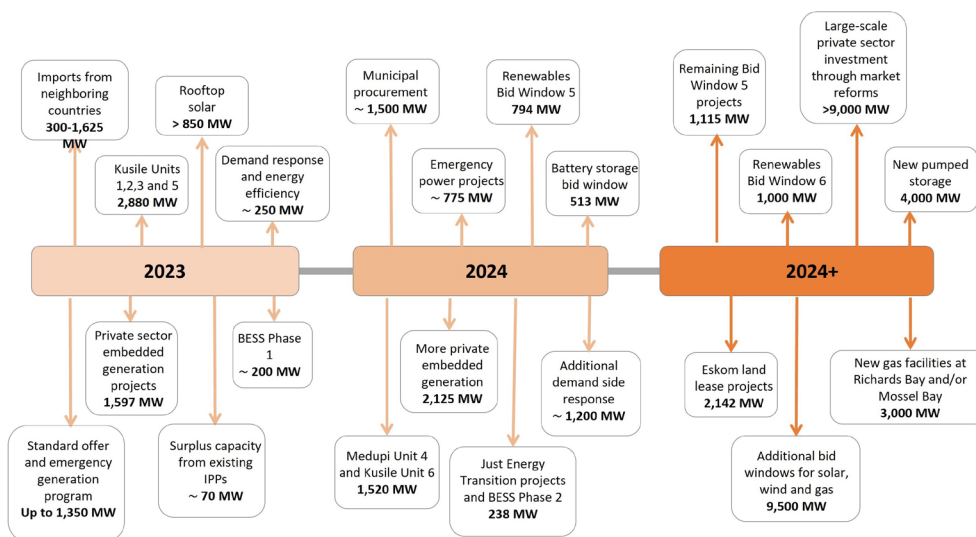 Imports from
neighboring
countries
300-1,625
MW
Rooftop
solar
> 850 MW
Kusile Units
1,2,3 and 5
2,880 MW
Demand response
and energy
efficiency
~ 250 MW
Municipal
procurement
~ 1,500 MW
Renewables
Bid Window 5
794 MW
Emergency
power projects
~ 775 MW
Battery storage
bid window
513 MW
Remaining Bid
Window 5
projects
1,115 MW
Large-scale
private sector
investment
through market
reforms
>9,000 MW
Renewables
Bid Window 6
1,000 MW
New pumped
storage
4,000 MW
2023
2024
2024+
Private sector
embedded
generation
projects
1,597 MW
BESS Phase
1
~ 200 MW
Standard offer
and emergency
generation
program
Up to 1,350 MW
Surplus capacity
from existing
IPPs
~ 70 MW
More private
embedded
generation
2,125 MW
Additional
demand side
response
~ 1,200 MW
Medupi Unit 4
and Kusile Unit 6
1,520 MW
Just Energy
Transition projects
and BESS Phase 2
238 MW
Eskom land
lease projects
2,142 MW
New gas facilities at
Richards Bay and/or
Mossel Bay
3,000 MW
Additional bid
windows for solar,
wind and gas
9,500 MW